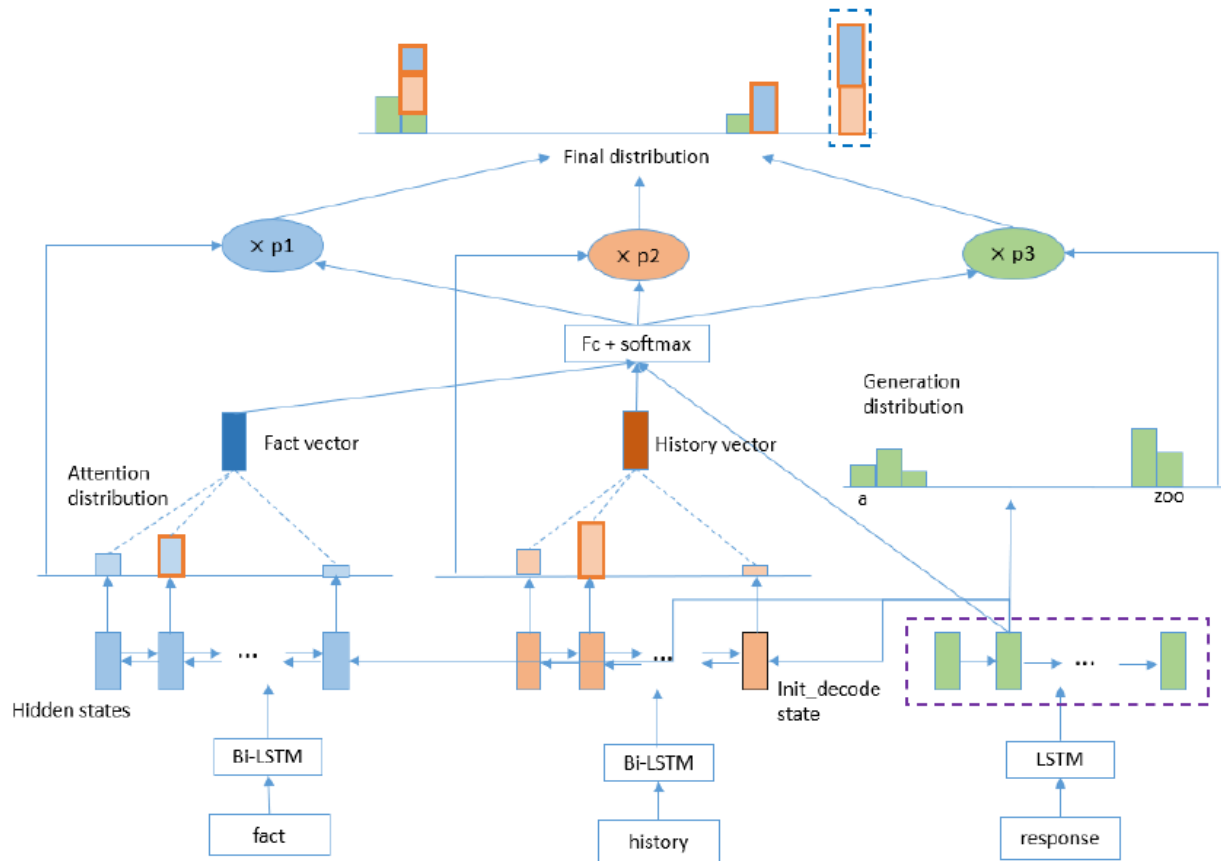 Final distribution
× p1
× p2
× p3
Fc + softmax
Generation
distribution
Fact vector
History vector
Attention
distribution
a
zoo
...
...
...
Hidden states
Init_decode
state
Bi-LSTM
Bi-LSTM
LSTM
fact
history
response